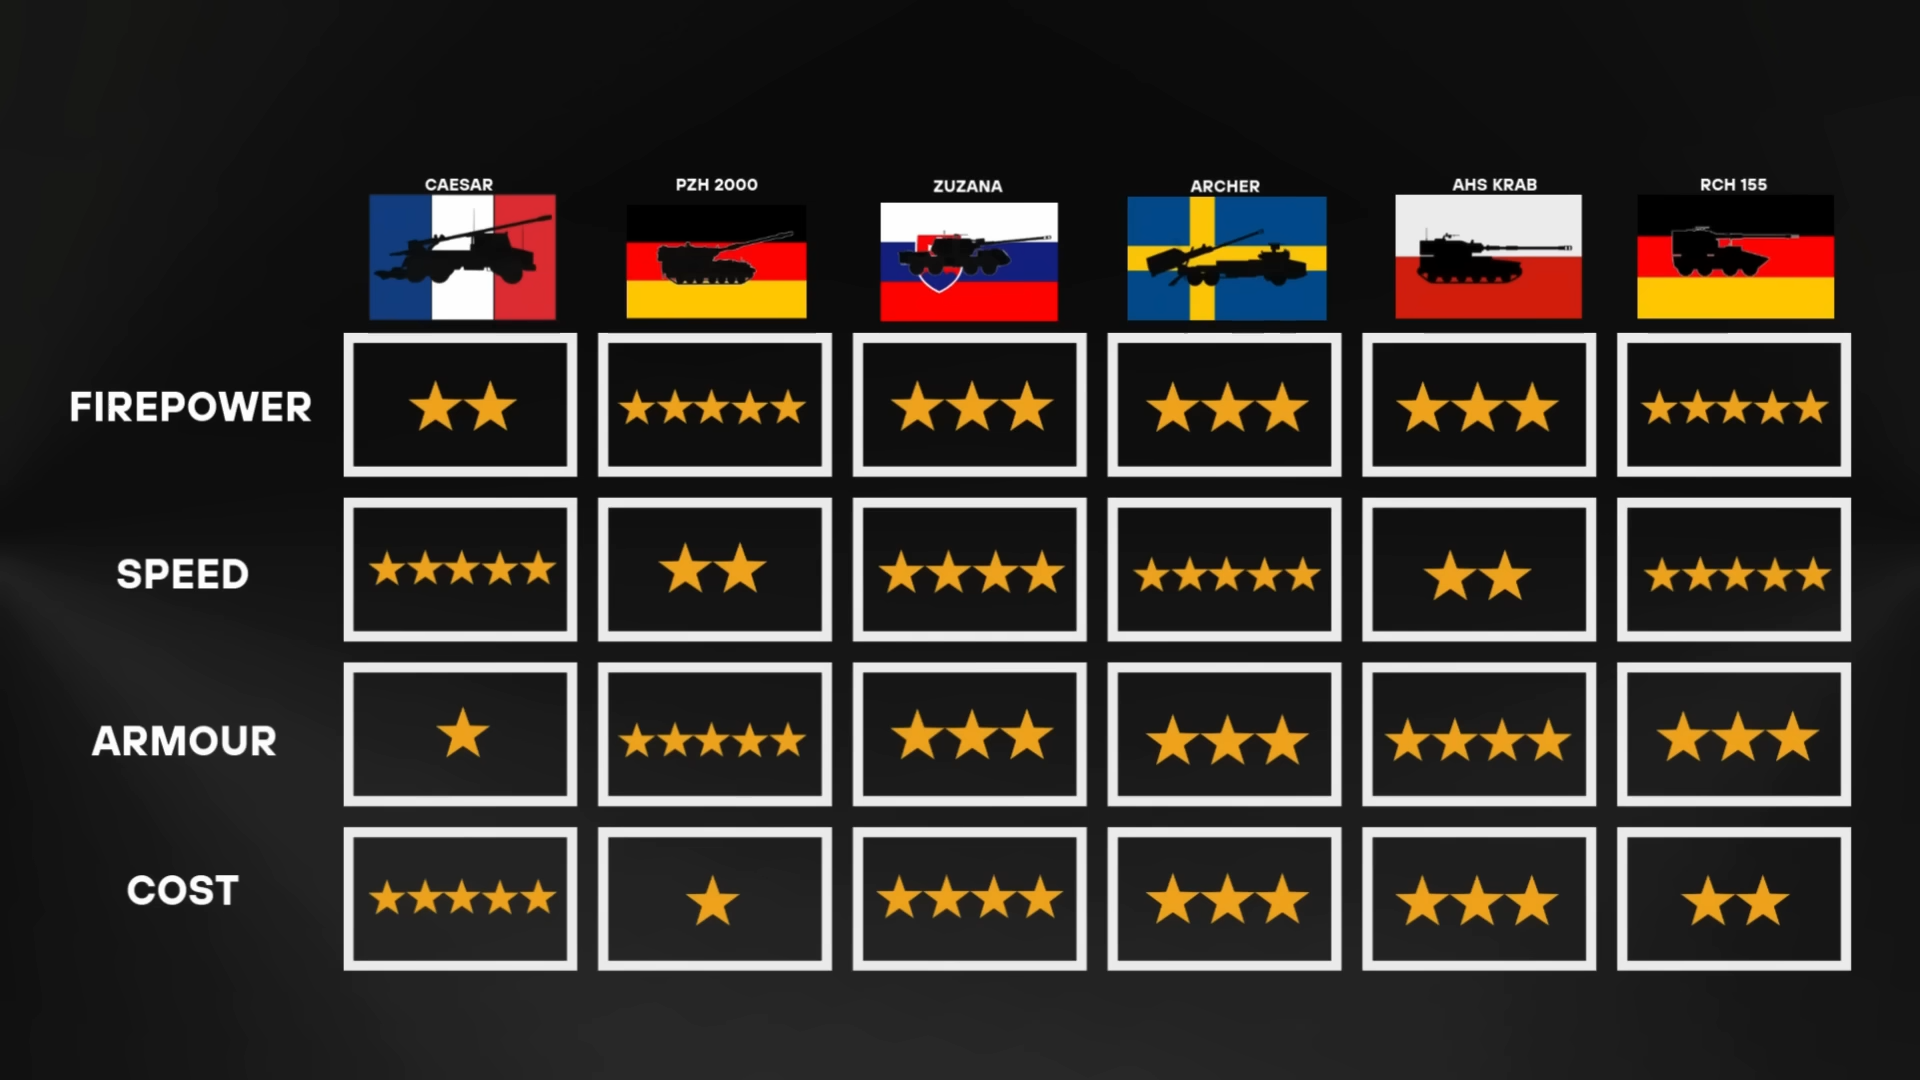 CAESAR PZH 2000 ZUZANA ARCHER AHS KRAB RCH 155
FIREPOWER
SPEED
ARMOUR
COST